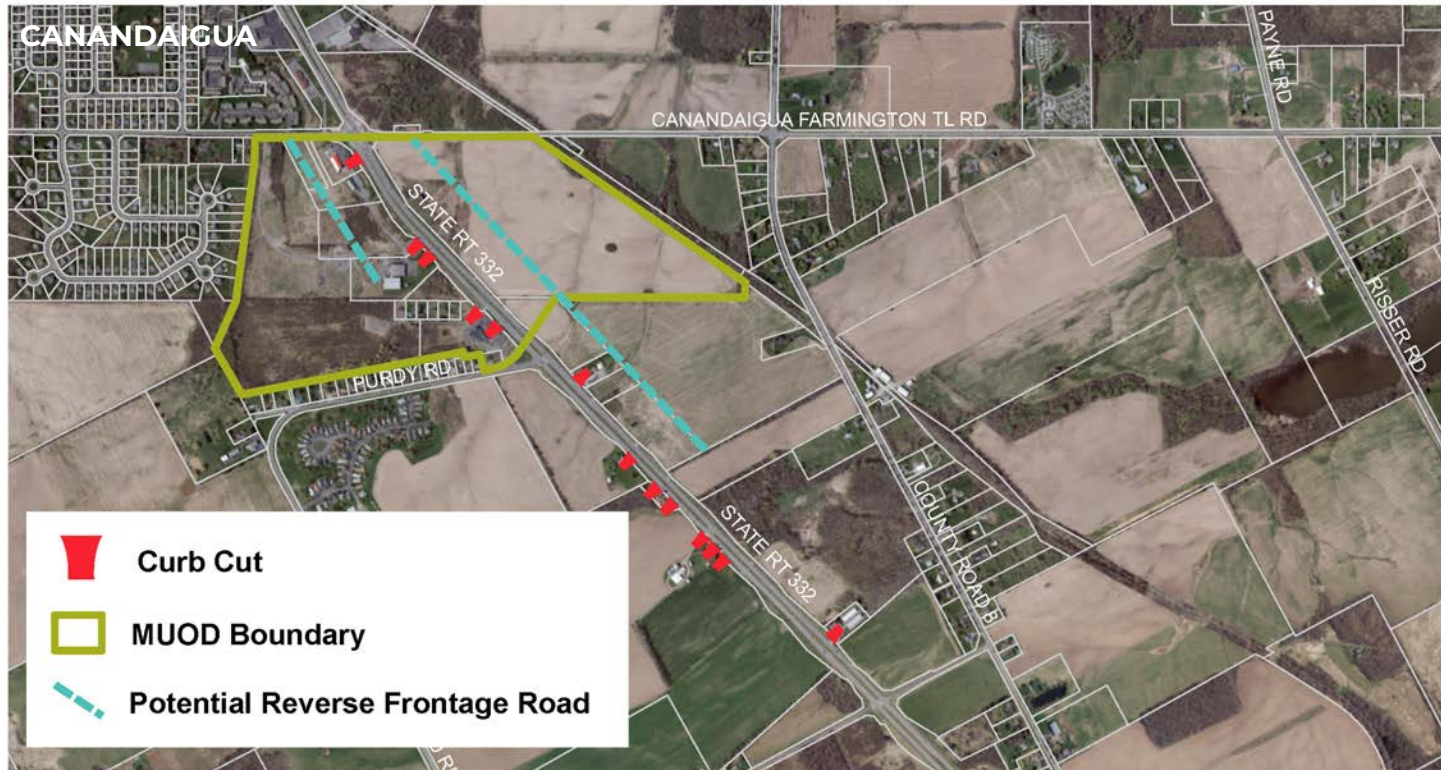 CANANDAIGUA
PAYNE RD
CANANDAIGUA FARMINGTON TL RD
STATE RT 332
RISSER RD
PURDY RD
STATE RT 332
COUNTY ROAD 8
Curb Cut
MUOD Boundary
Potential Reverse Frontage Road